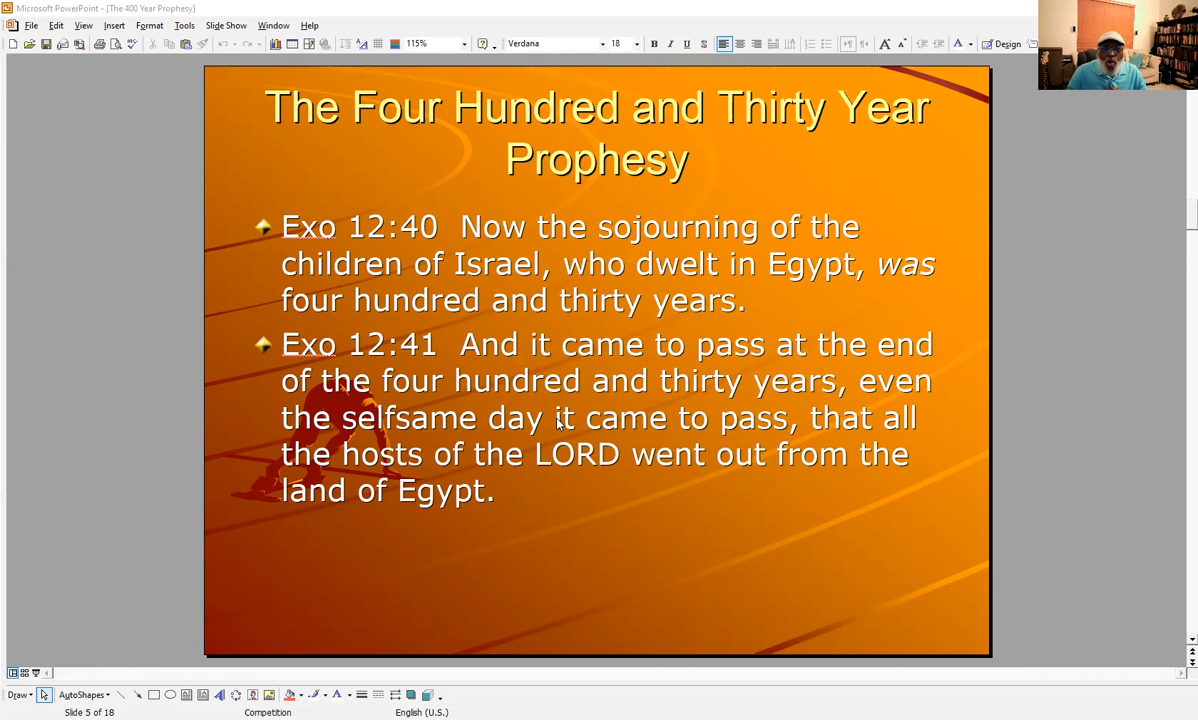 Microsoft PowerPoint - [The 400 Year Prophesy]
File Edit View Insert Format Tools Slide Show Window Help
115% Verdana 18 B I U S Design
The Four Hundred and Thirty Year
Prophesy
Exo 12:40 Now the sojourning of the
children of Israel, who dwelt in Egypt, was
four hundred and thirty years.
Exo 12:41 And it came to pass at the end
of the four hundred and thirty years, even
the selfsame day it came to pass, that all
the hosts of the LORD went out from the
land of Egypt.
Draw AutoShapes
Slide 5 of 18 Competition English (U.S.)